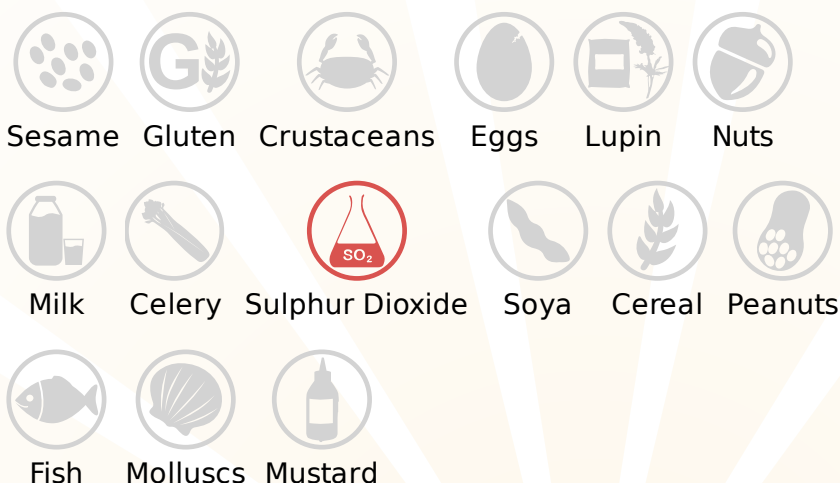 G
Sesame Gluten Crustaceans Eggs Lupin Nuts
SO₂
Milk Celery Sulphur Dioxide Soya Cereal Peanuts
Fish Molluscs Mustard